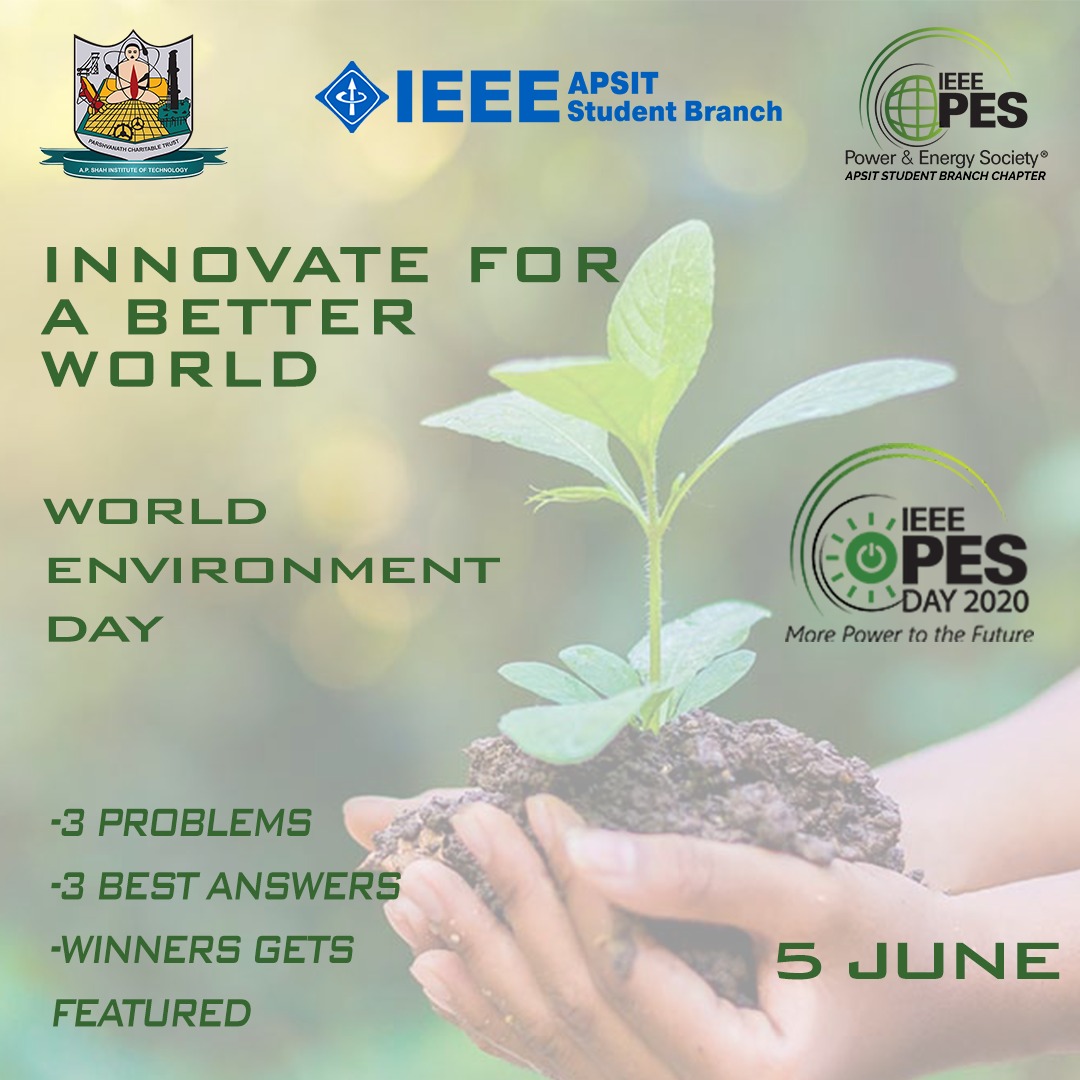 PARSHVANATH CHARITABLE TRUST
A.P. SHAH INSTITUTE OF TECHNOLOGY
IEEE APSIT
Student Branch
IEEE
PES
Power & Energy Society®
APSIT STUDENT BRANCH CHAPTER
INNOVATE FOR
A BETTER
WORLD
WORLD
ENVIRONMENT
DAY
IEEE
PES
DAY 2020
More Power to the Future
-3 PROBLEMS
-3 BEST ANSWERS
-WINNERS GETS
FEATURED
5 JUNE